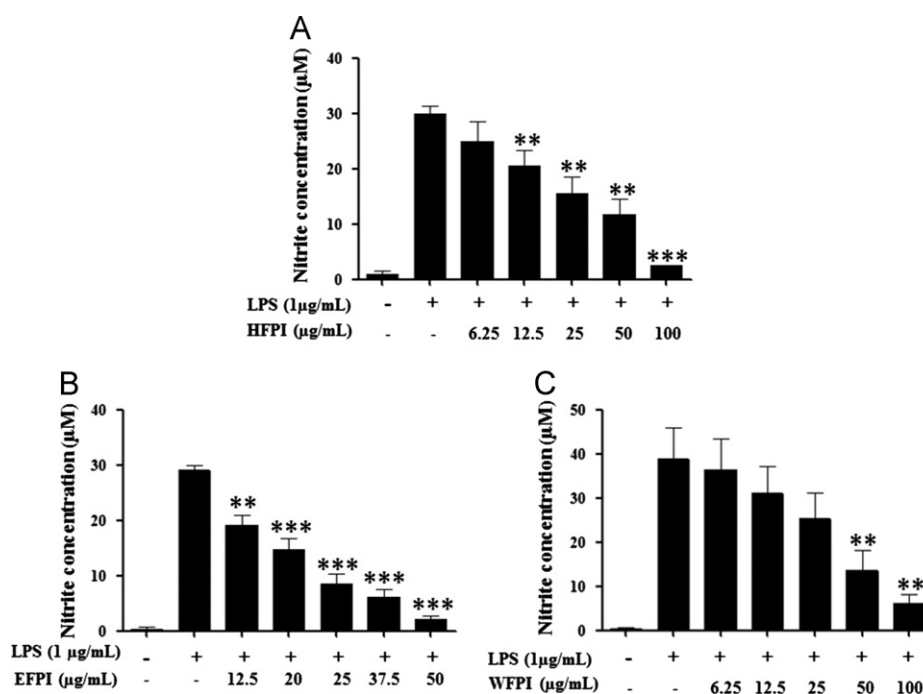 A
Nitrite concentration (μM)
40
30
20
10
0
**
**
**
***
LPS (1μg/mL) - + + + + + +
HFPI (μg/mL) - - 6.25 12.5 25 50 100
B
Nitrite concentration (μM)
40
30
20
10
0
**
***
***
***
***
LPS (1 μg/mL) - + + + + + +
EFPI (μg/mL) - - 12.5 20 25 37.5 50
C
Nitrite concentration (μM)
50
40
30
20
10
0
**
**
LPS (1μg/mL) - + + + + + +
WFPI (μg/mL) - - 6.25 12.5 25 50 100